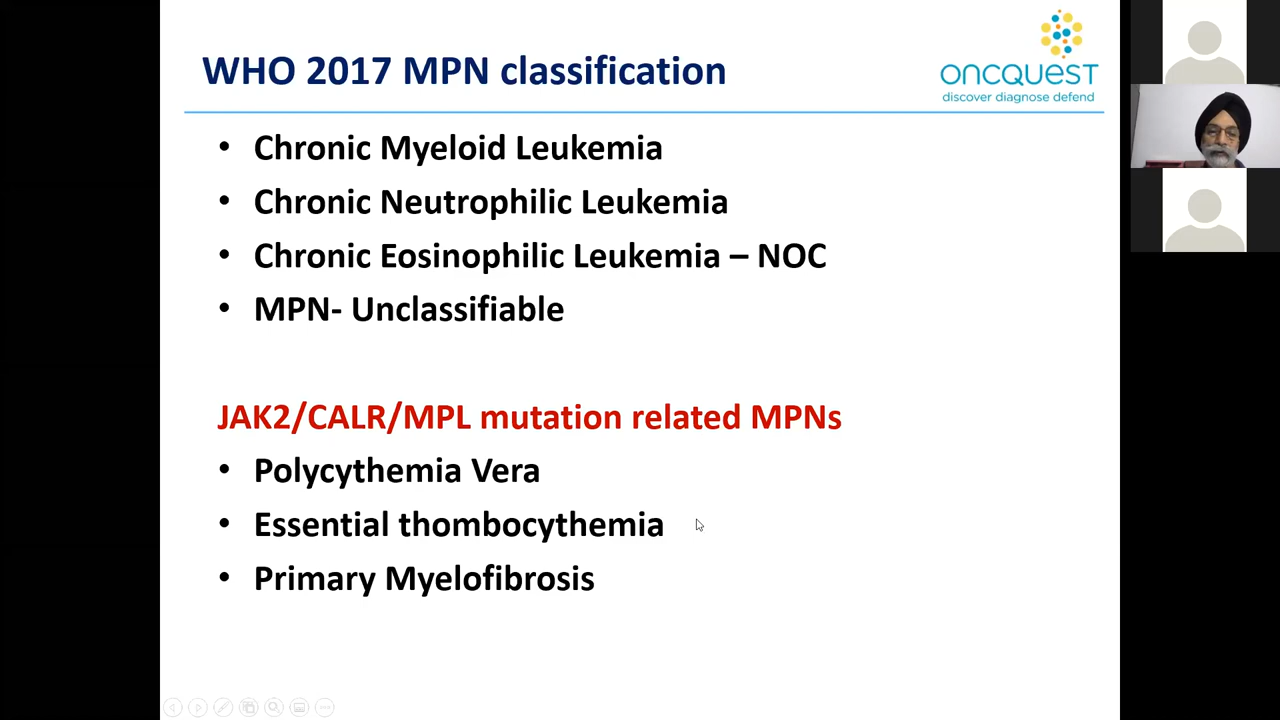 WHO 2017 MPN classification
oncquest
discover diagnose defend
• Chronic Myeloid Leukemia
• Chronic Neutrophilic Leukemia
• Chronic Eosinophilic Leukemia – NOC
• MPN- Unclassifiable
JAK2/CALR/MPL mutation related MPNs
• Polycythemia Vera
• Essential thombocythemia
• Primary Myelofibrosis